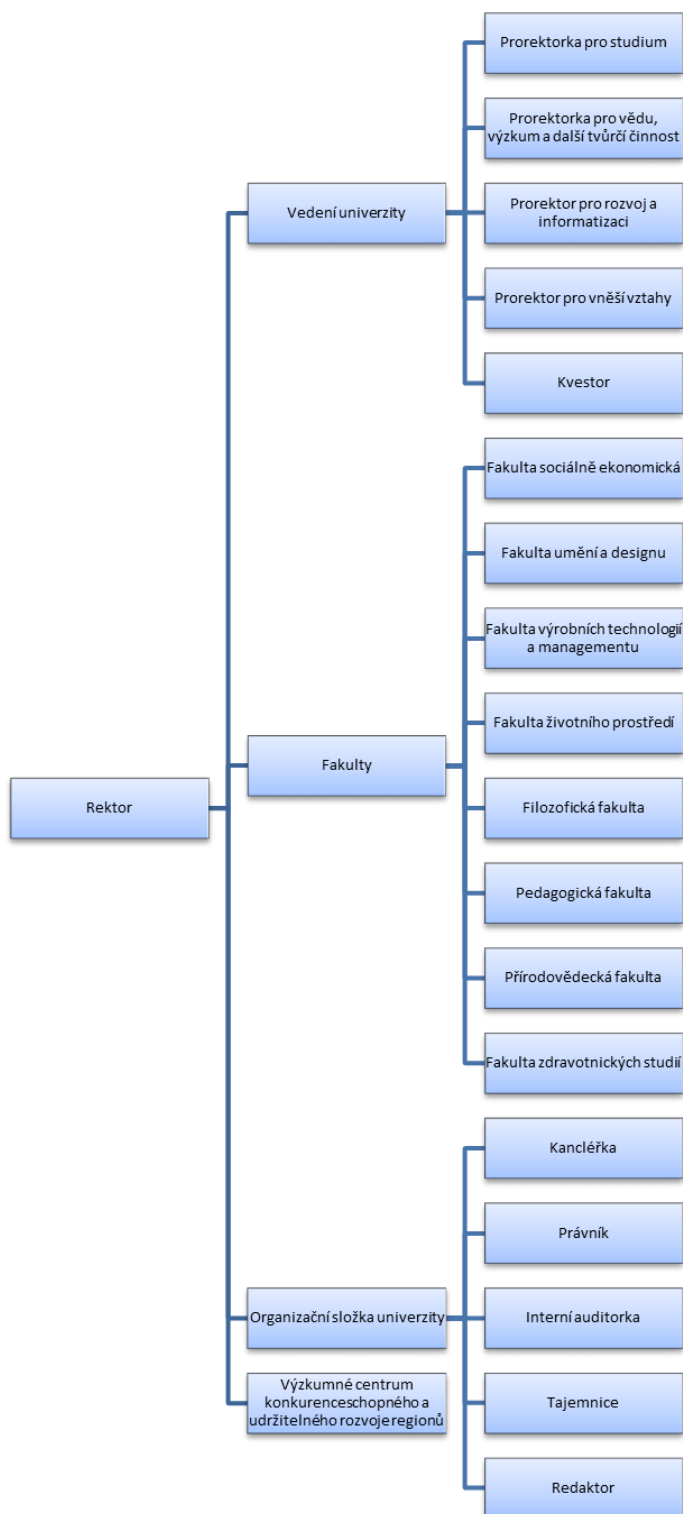 Rektor
Vedení univerzity
Prorektorka pro studium
Prorektorka pro vědu,
výzkum a další tvůrčí činnost
Prorektor pro rozvoj a
informatizaci
Prorektor pro vněší vztahy
Kvestor
Fakulty
Fakulta sociálně ekonomická
Fakulta umění a designu
Fakulta výrobních technologií
a managementu
Fakulta životního prostředí
Filozofická fakulta
Pedagogická fakulta
Přírodovědecká fakulta
Fakulta zdravotnických studií
Organizační složka univerzity
Kancléřka
Právník
Interní auditorka
Tajemnice
Redaktor
Výzkumné centrum
konkurenceschopného a
udržitelného rozvoje regionů